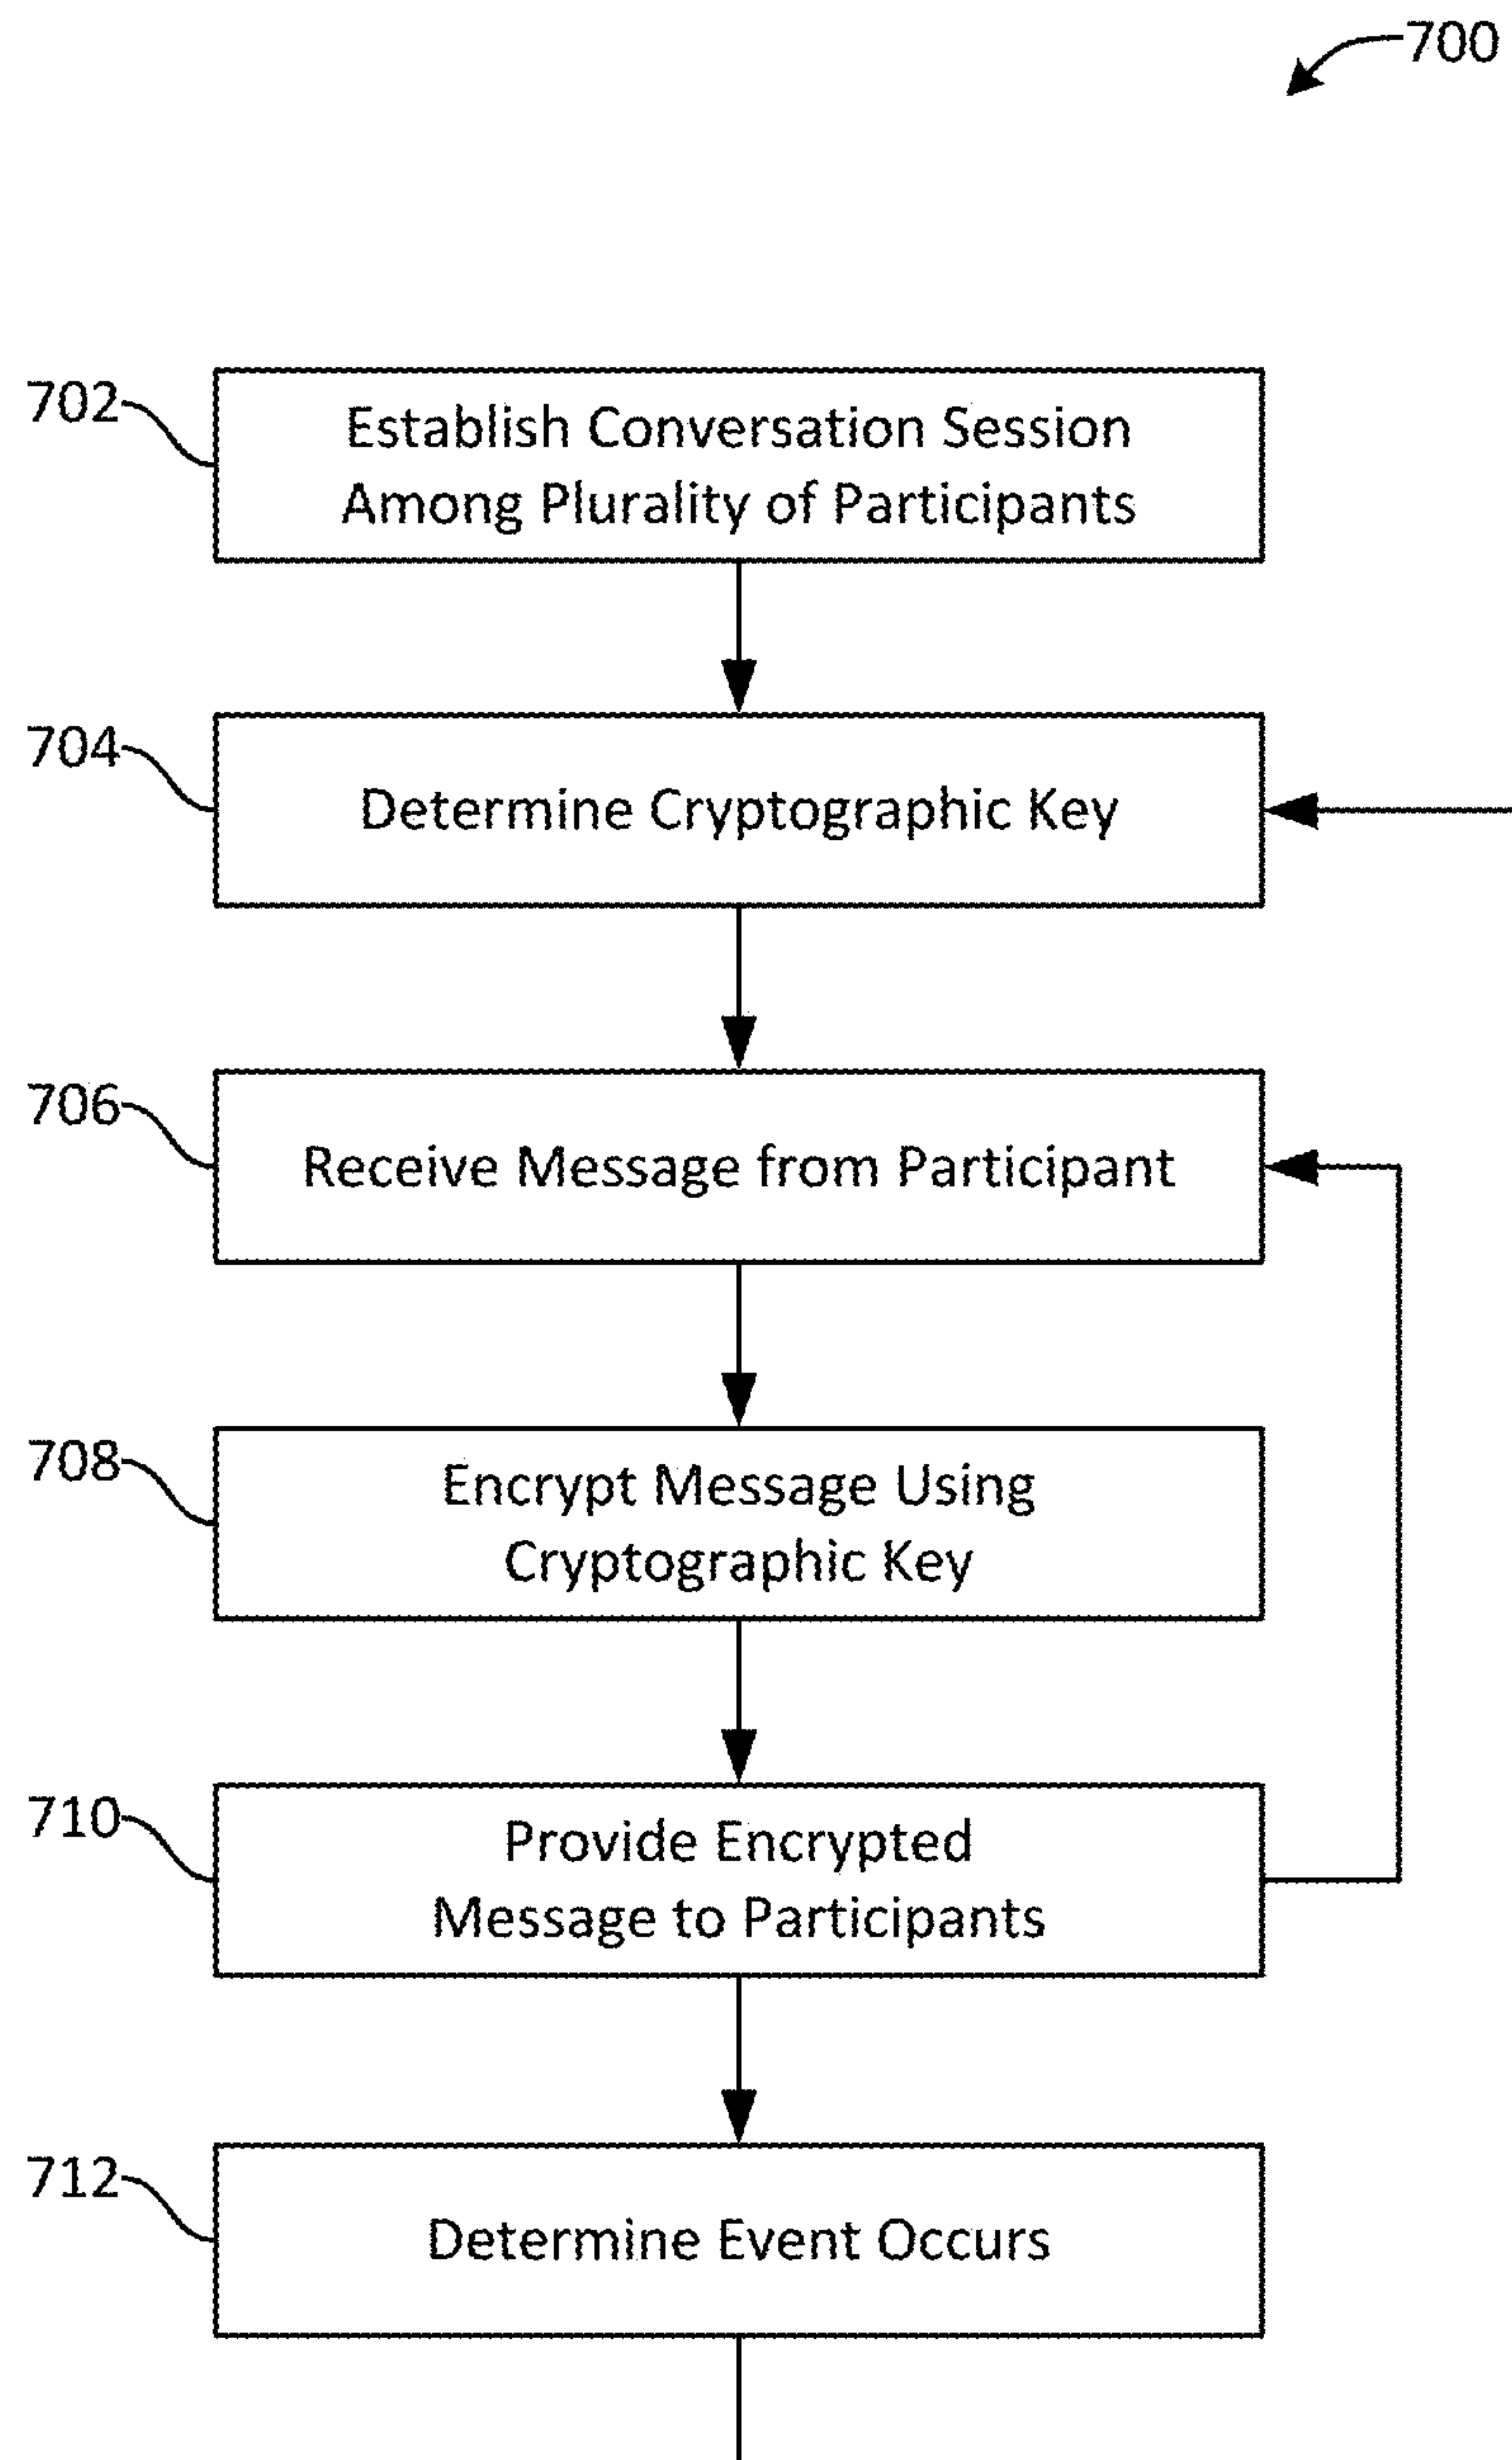 700
702
Establish Conversation Session
Among Plurality of Participants
704
Determine Cryptographic Key
706
Receive Message from Participant
708
Encrypt Message Using
Cryptographic Key
710
Provide Encrypted
Message to Participants
712
Determine Event Occurs